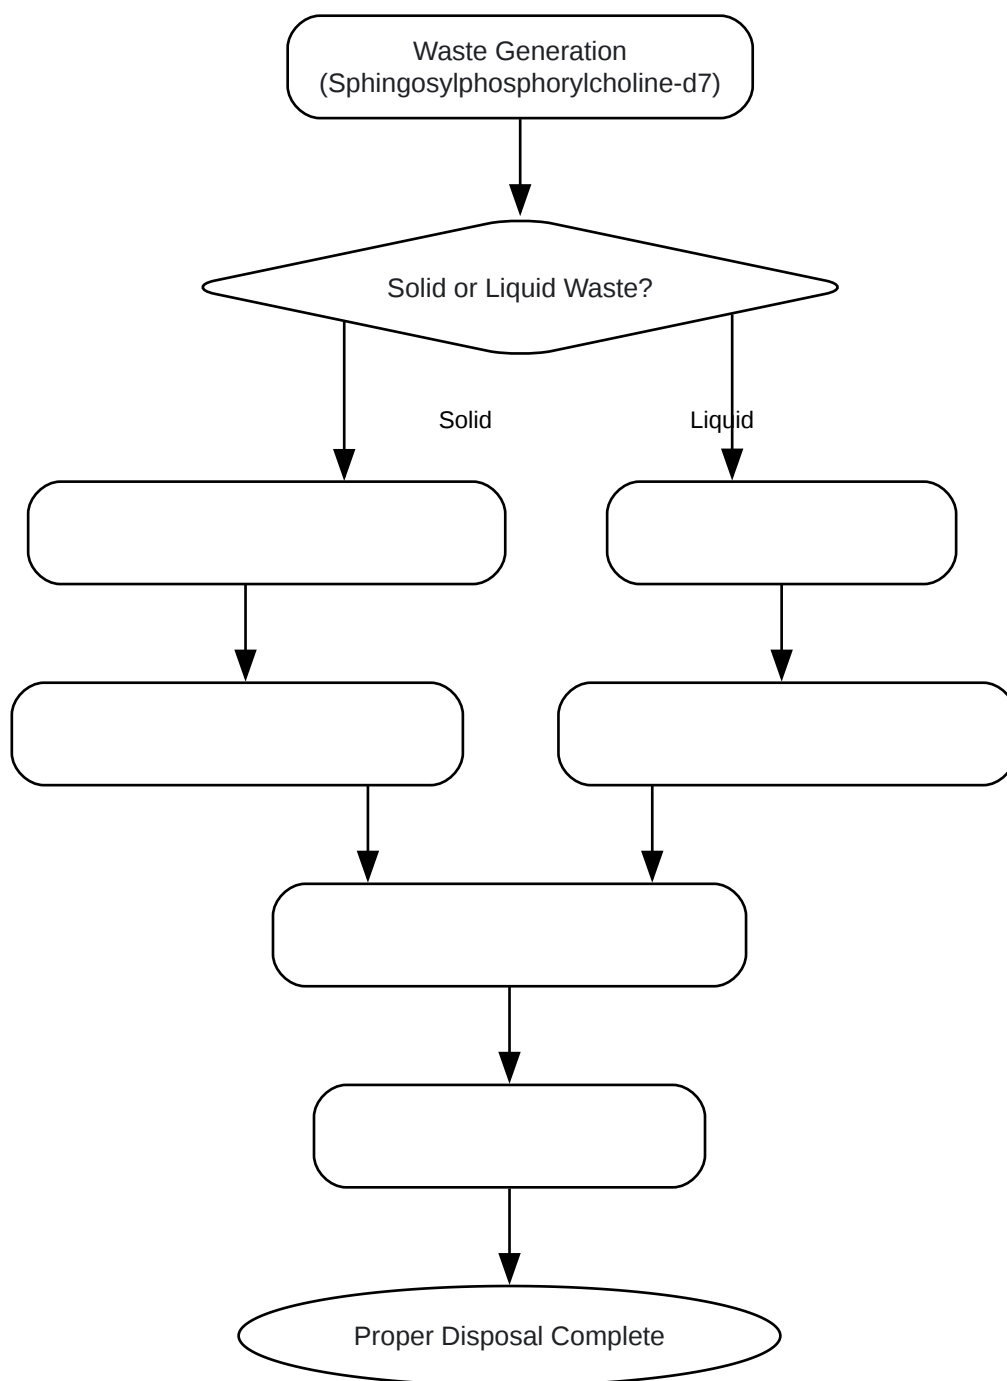 Waste Generation
(Sphingosylphosphorylcholine-d7)
Solid or Liquid Waste?
Solid
Liquid
Proper Disposal Complete